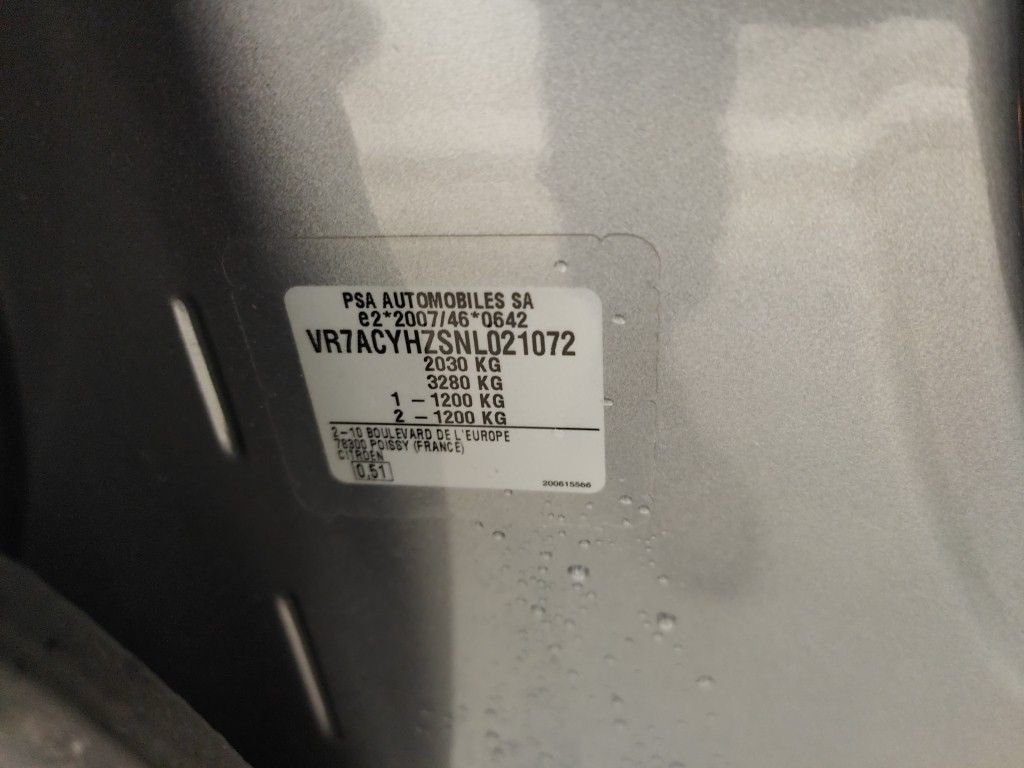 PSA AUTOMOBILES SA
e2*2007/46*0642
VR7ACYHZSNL021072
2030 KG
3280 KG
1 – 1200 KG
2 – 1200 KG
2–10 BOULEVARD DE L'EUROPE
78300 POISSY (FRANCE)
CITROEN
0,51
200615566